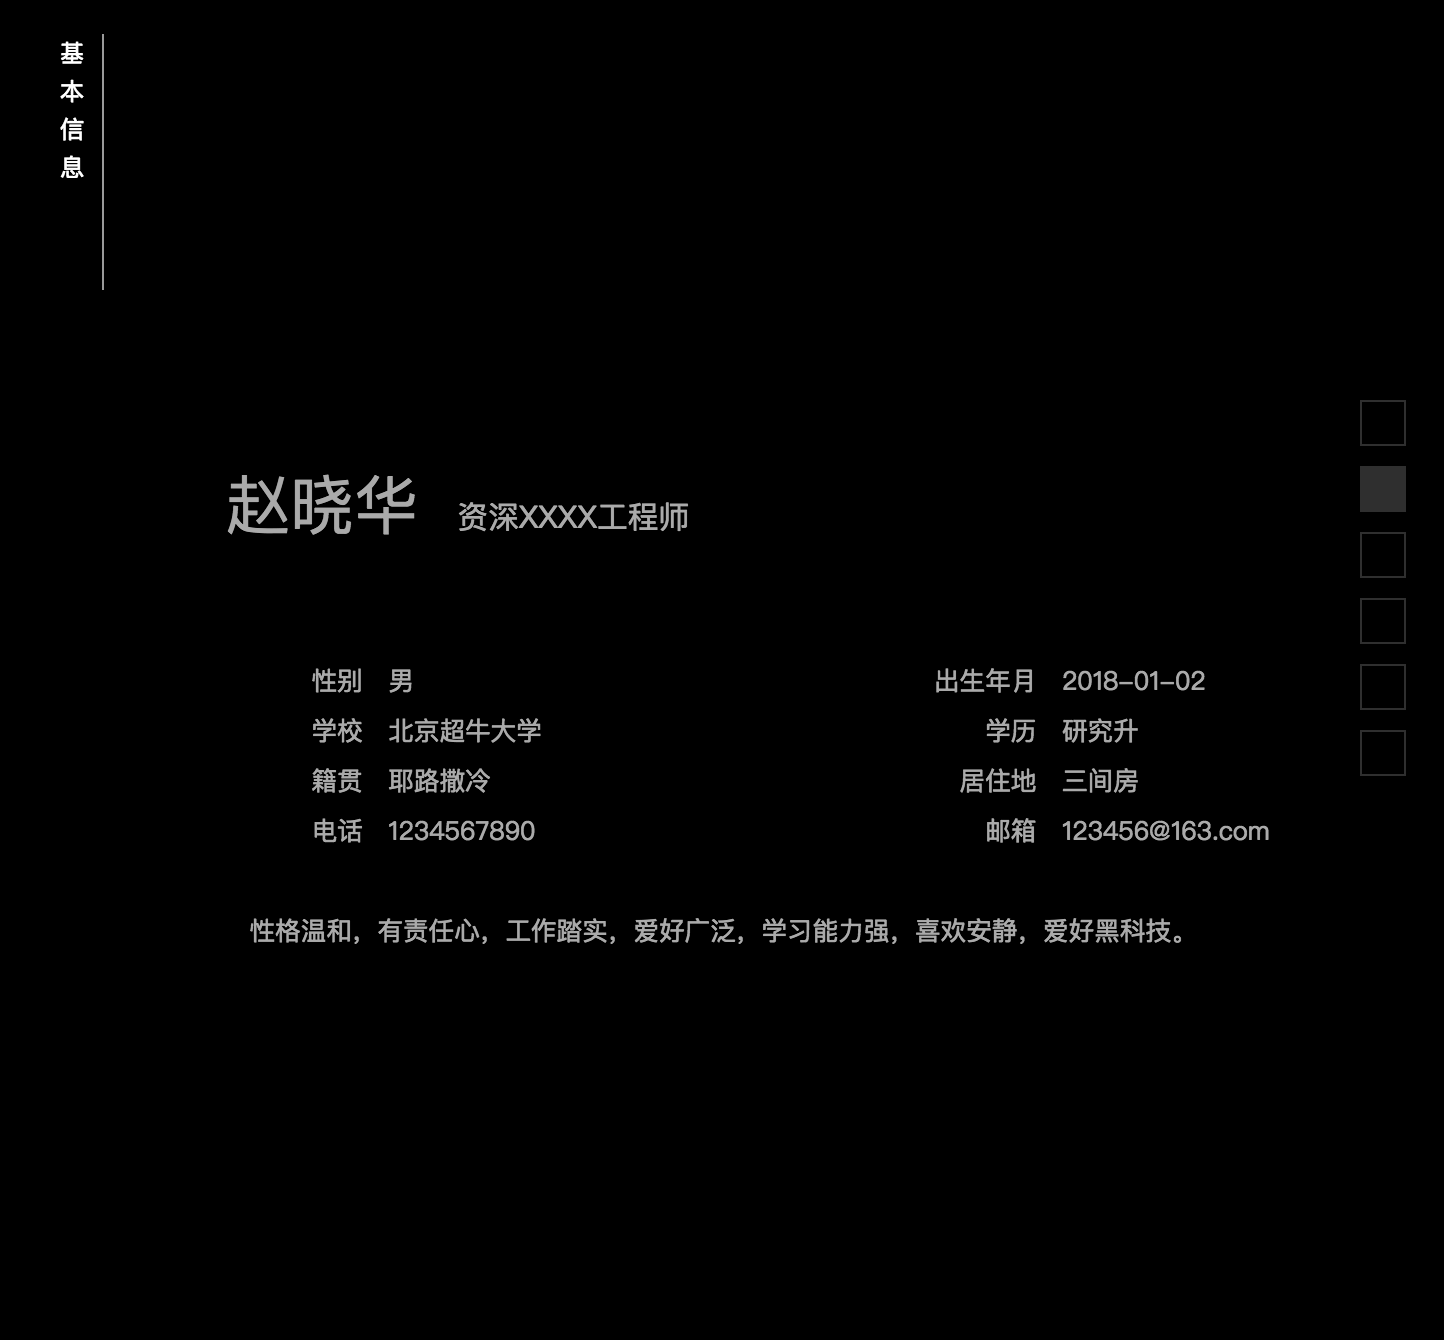 基本信息
赵晓华 资深XXXX工程师
性别 男 出生年月 2018-01-02
学校 北京超牛大学 学历 研究升
籍贯 耶路撒冷 居住地 三间房
电话 1234567890 邮箱 123456@163.com
性格温和，有责任心，工作踏实，爱好广泛，学习能力强，喜欢安静，爱好黑科技。